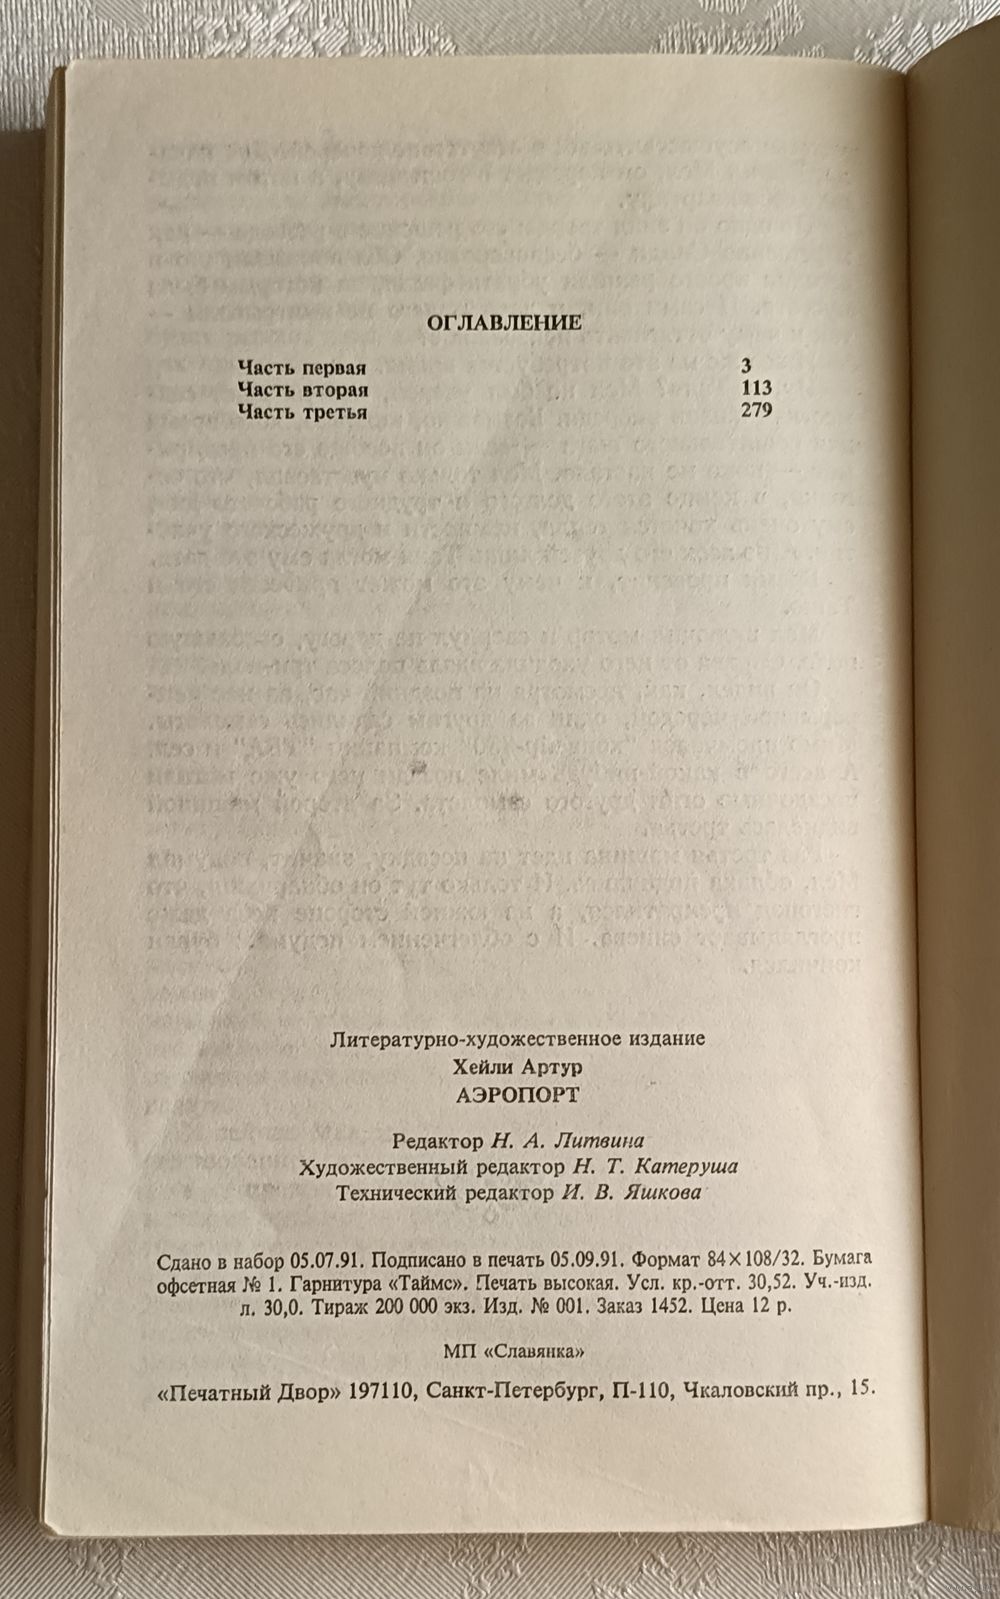 ОГЛАВЛЕНИЕ
Часть первая 3
Часть вторая 113
Часть третья 279
Литературно-художественное издание
Хейли Артур
АЭРОПОРТ
Редактор Н. А. Литвина
Художественный редактор Н. Т. Катеруша
Технический редактор И. В. Яшкова
Сдано в набор 05.07.91. Подписано в печать 05.09.91. Формат 84×108/32. Бумага
офсетная № 1. Гарнитура «Таймс». Печать высокая. Усл. кр.-отт. 30,52. Уч.-изд.
л. 30,0. Тираж 200 000 экз. Изд. № 001. Заказ 1452. Цена 12 р.
МП «Славянка»
«Печатный Двор» 197110, Санкт-Петербург, П-110, Чкаловский пр., 15.